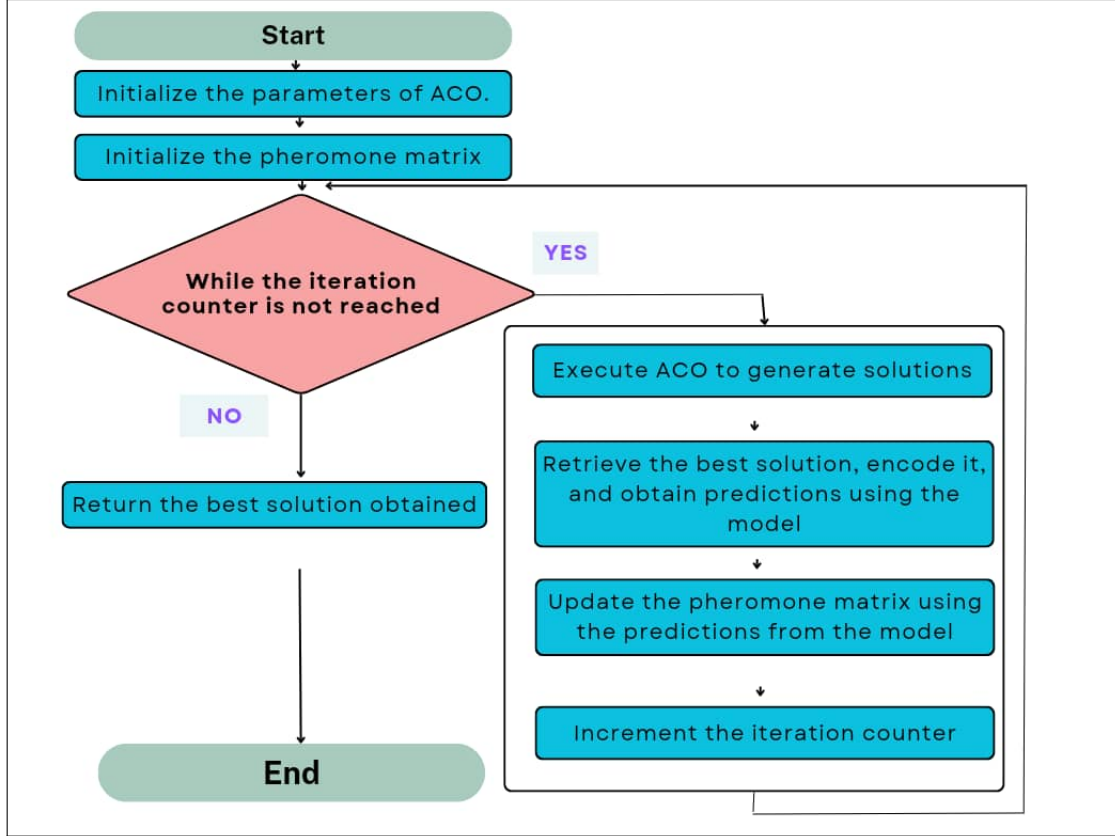 Start
Initialize the parameters of ACO.
Initialize the pheromone matrix
While the iteration
counter is not reached
YES
NO
Return the best solution obtained
Execute ACO to generate solutions
Retrieve the best solution, encode it,
and obtain predictions using the
model
Update the pheromone matrix using
the predictions from the model
Increment the iteration counter
End